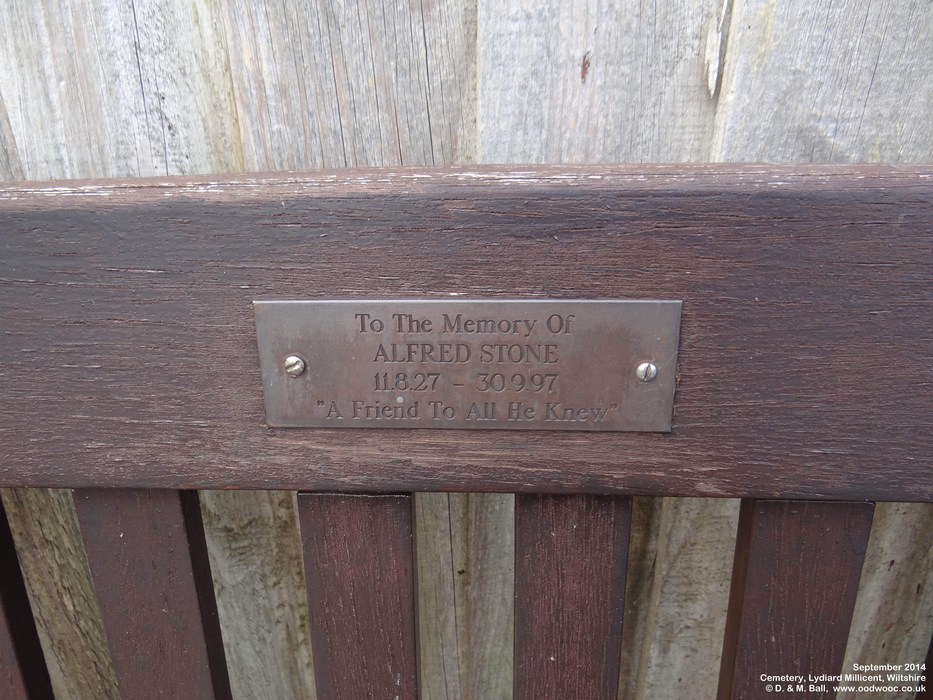 To The Memory Of
ALFRED STONE
11.8.27 - 30.9.97
"A Friend To All He Knew"
September 2014
Cemetery, Lydiard Millicent, Wiltshire
© D. & M. Ball, www.oodwooc.co.uk